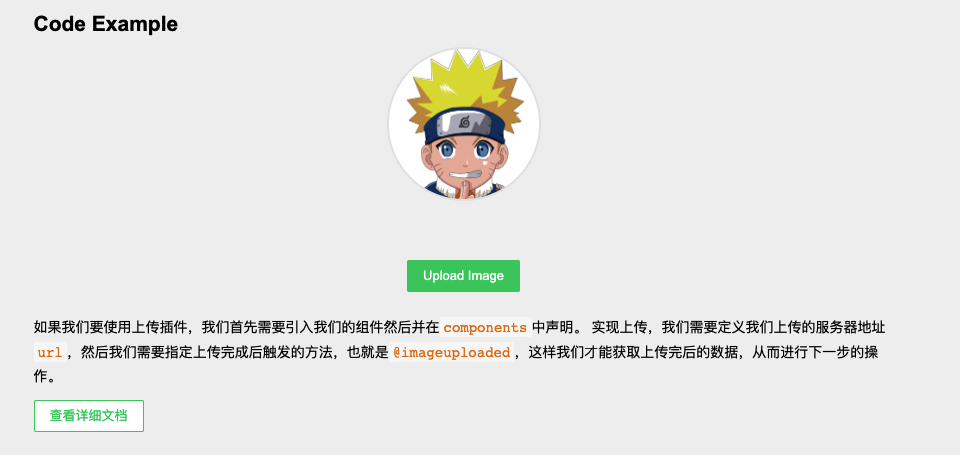 Code Example
Upload Image
如果我们要使用上传插件，我们首先需要引入我们的组件然后并在 components 中声明。 实现上传，我们需要定义我们上传的服务器地址
url ，然后我们需要指定上传完成后触发的方法，也就是 @imageuploaded ，这样我们才能获取上传完后的数据，从而进行下一步的操
作。
查看详细文档